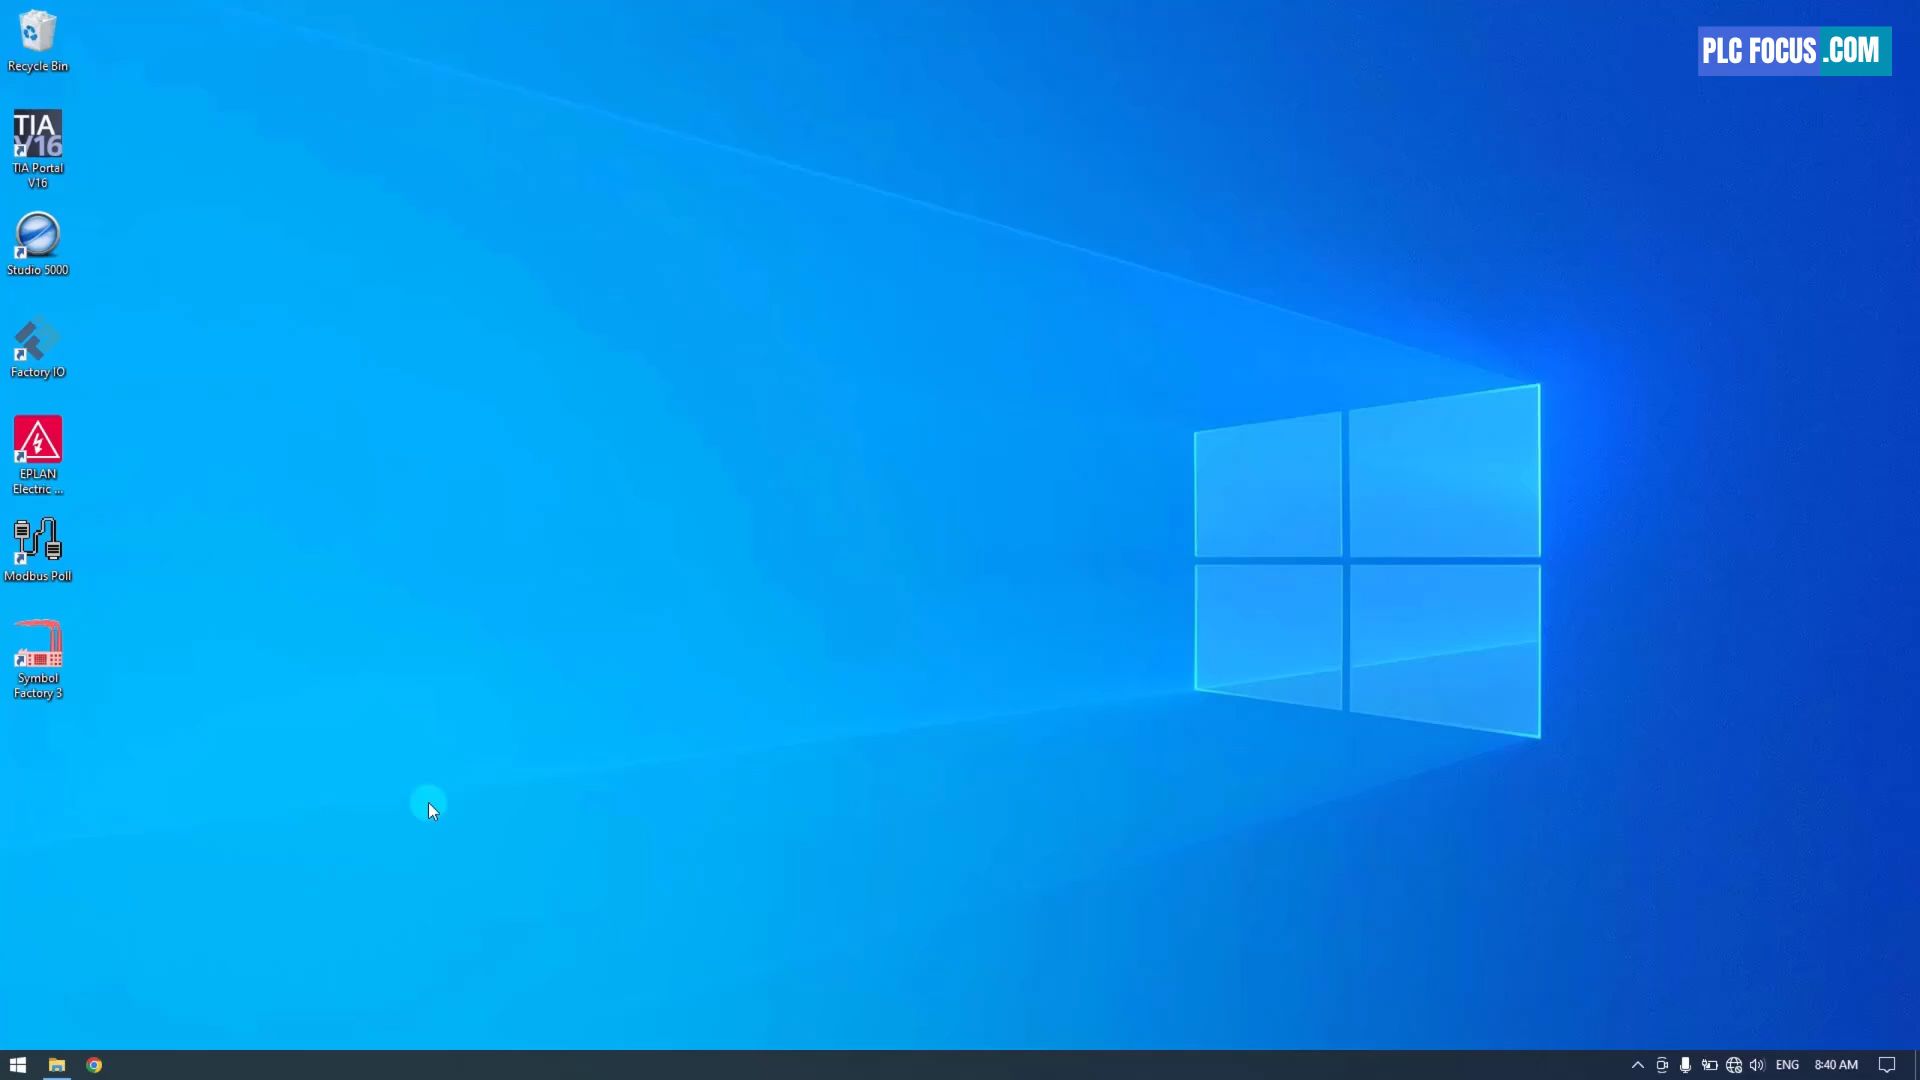 PLC FOCUS .COM
Recycle Bin
TIA
V16
TIA Portal
V16
Studio 5000
Factory IO
EPLAN
Electric ...
Modbus Poll
Symbol
Factory 3
ENG
8:40 AM